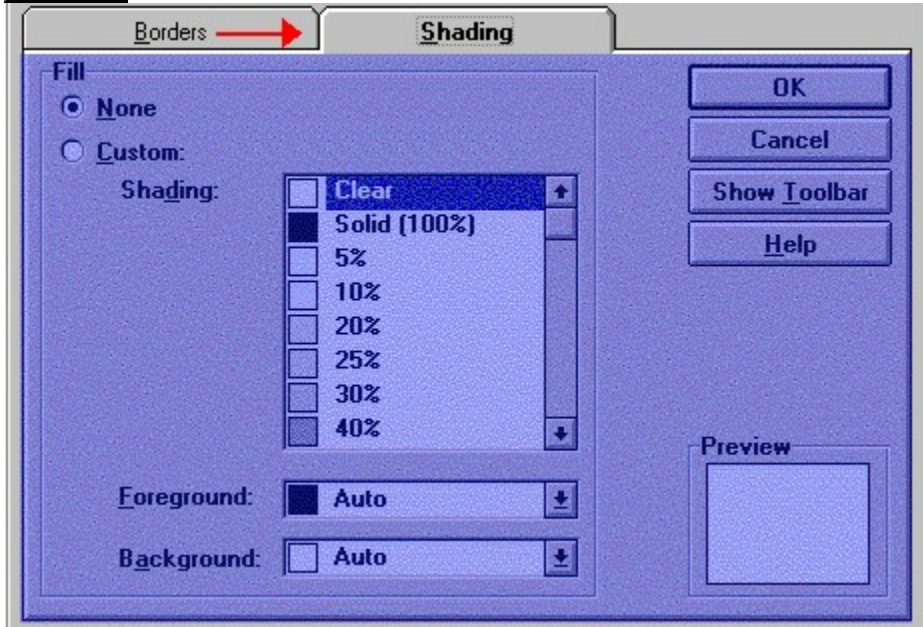 Borders
Shading
Fill
None
Custom:
Shading:
Clear
Solid (100%)
5%
10%
20%
25%
30%
40%
Foreground:
Auto
Background:
Auto
OK
Cancel
Show Toolbar
Help
Preview